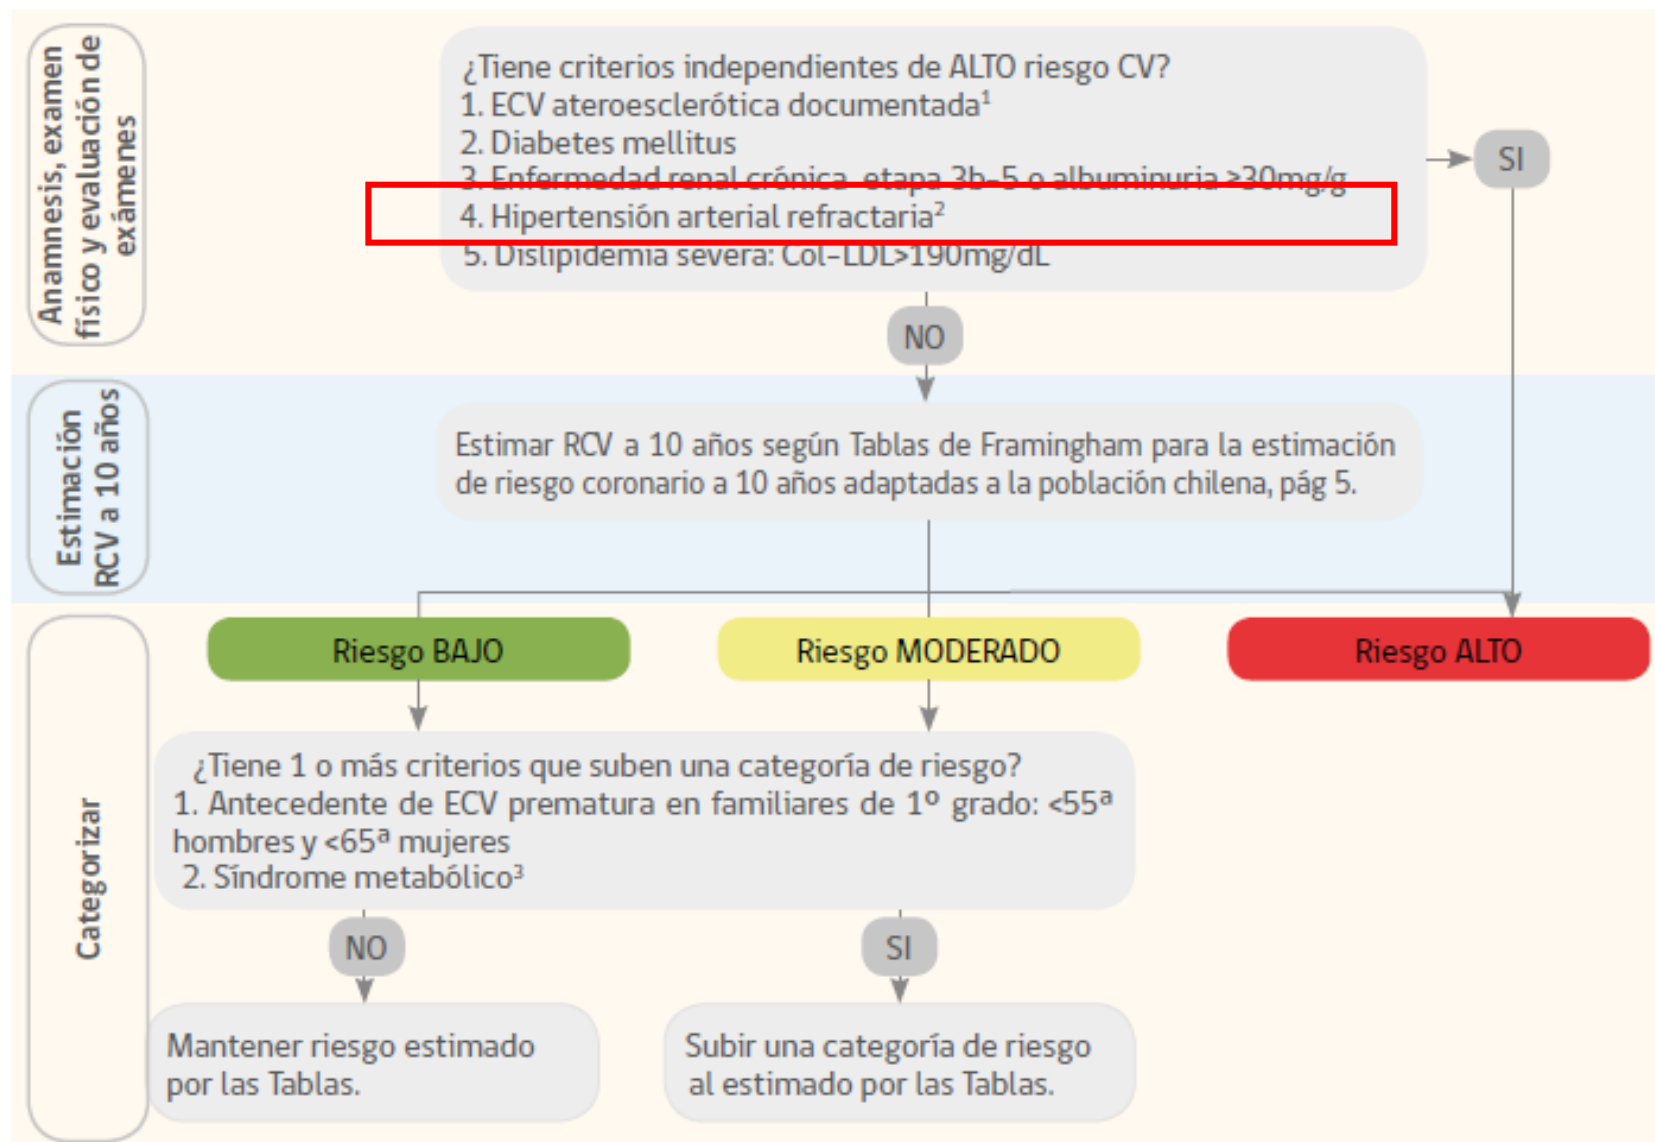 Anamnesis, examen
físico y evaluación de
exámenes
¿Tiene criterios independientes de ALTO riesgo CV?
1. ECV ateroesclerótica documentada¹
2. Diabetes mellitus
3. Enfermedad renal crónica etapa 3b-5 o albuminuria ≥30mg/g
4. Hipertensión arterial refractaria²
5. Dislipidemia severa: Col-LDL>190mg/dL
SI
NO
Estimación
RCV a 10 años
Estimar RCV a 10 años según Tablas de Framingham para la estimación
de riesgo coronario a 10 años adaptadas a la población chilena, pág 5.
Categorizar
Riesgo BAJO
Riesgo MODERADO
Riesgo ALTO
¿Tiene 1 o más criterios que suben una categoría de riesgo?
1. Antecedente de ECV prematura en familiares de 1º grado: <55ª
hombres y <65ª mujeres
2. Síndrome metabólico³
NO
SI
Mantener riesgo estimado
por las Tablas.
Subir una categoría de riesgo
al estimado por las Tablas.